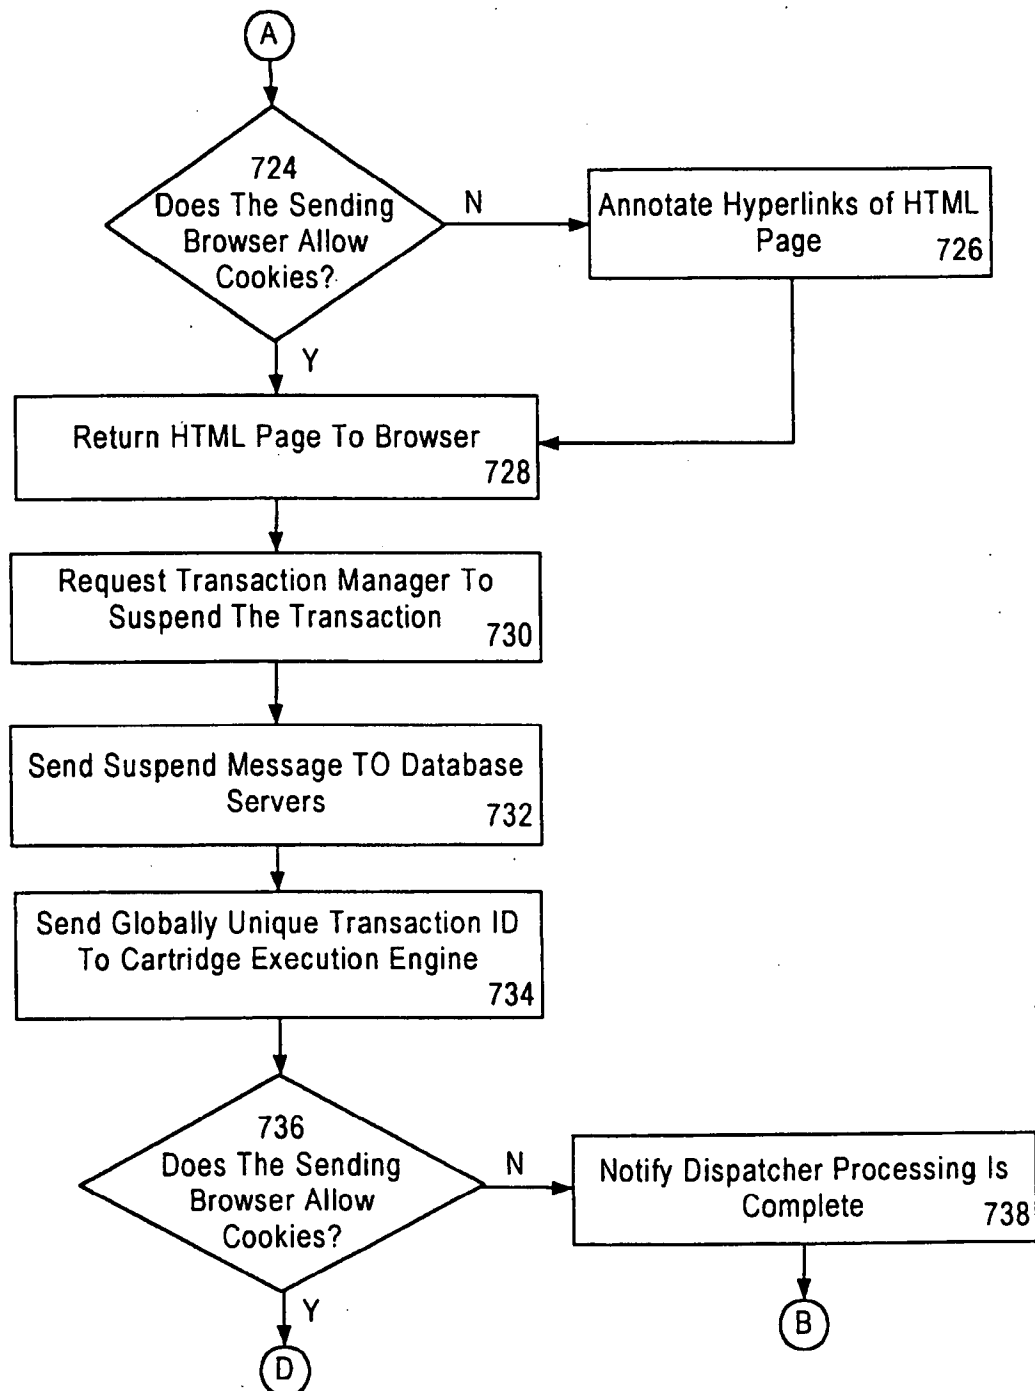 A
724
Does The Sending
Browser Allow
Cookies?
N
Annotate Hyperlinks of HTML
Page
726
Y
Return HTML Page To Browser
728
Request Transaction Manager To
Suspend The Transaction
730
Send Suspend Message TO Database
Servers
732
Send Globally Unique Transaction ID
To Cartridge Execution Engine
734
736
Does The Sending
Browser Allow
Cookies?
N
Notify Dispatcher Processing Is
Complete
738
Y
B
D